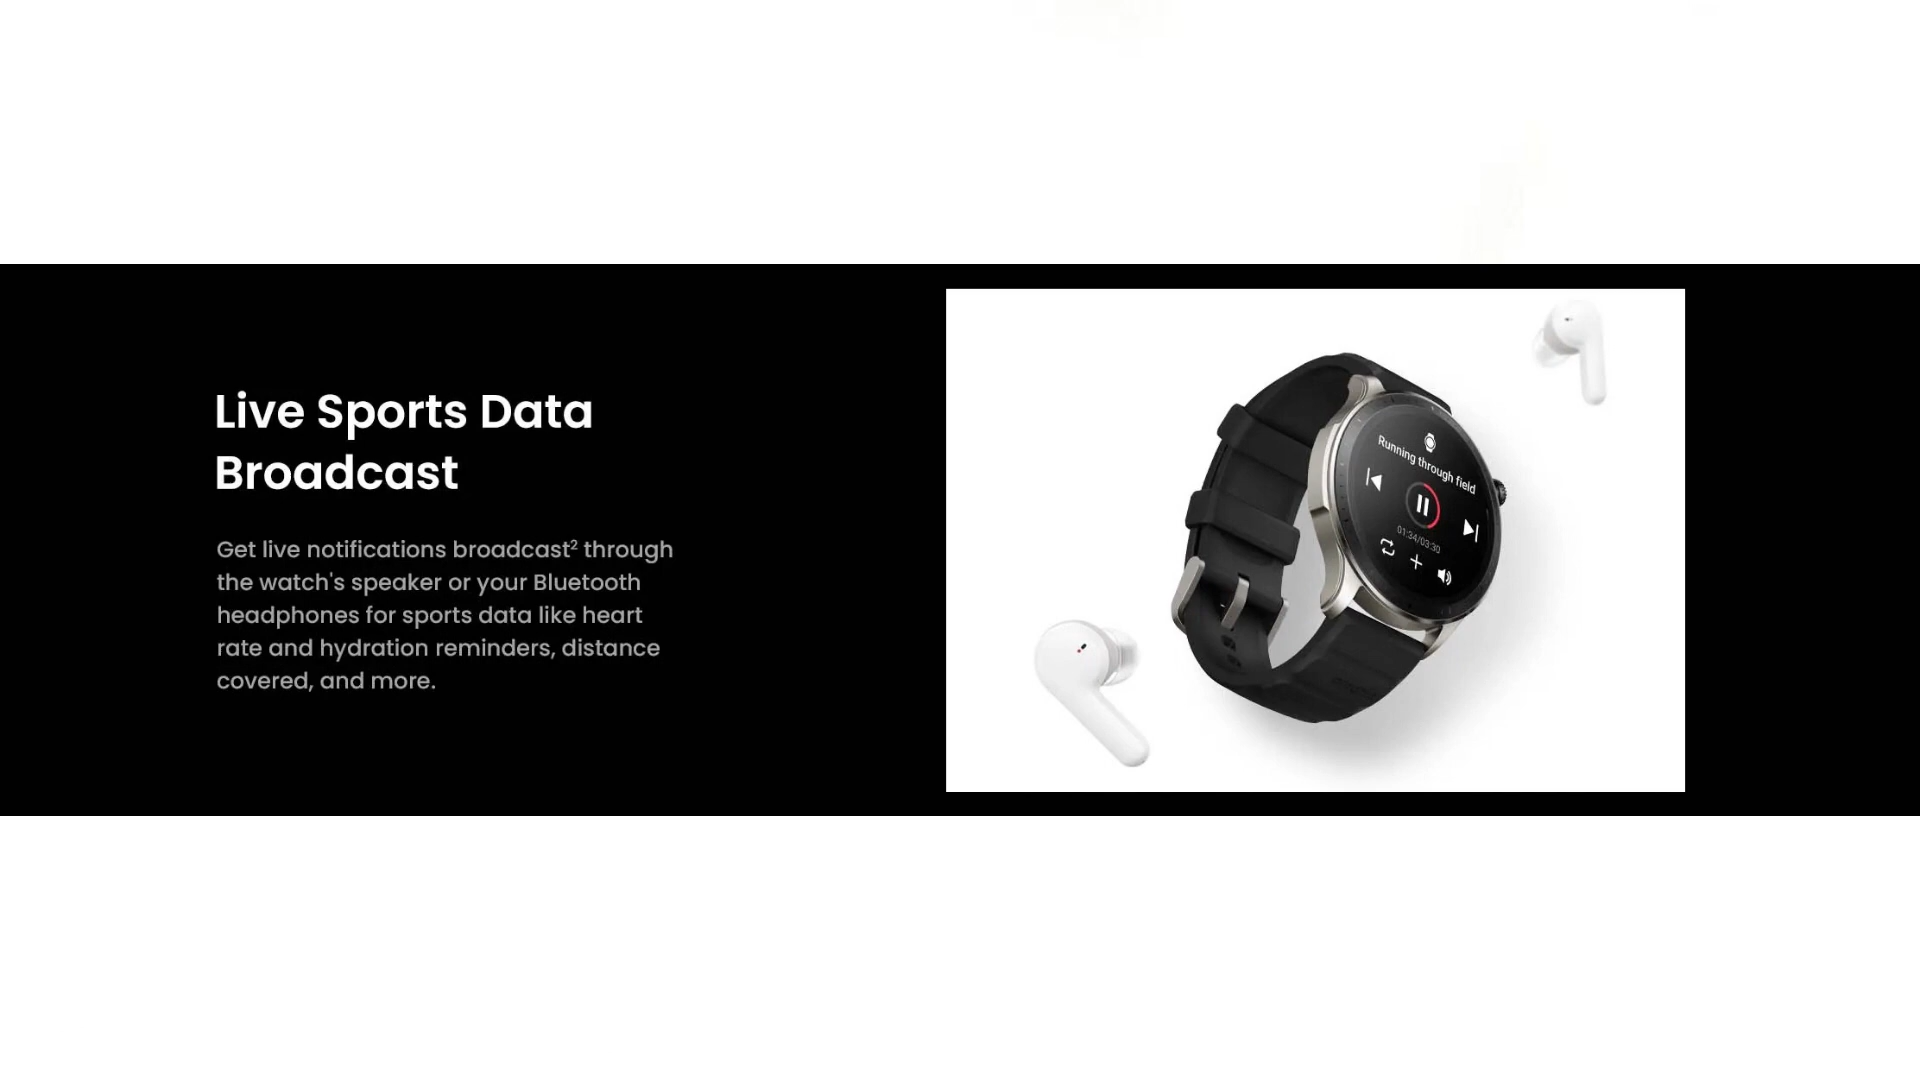 Live Sports Data
Broadcast
Get live notifications broadcast² through
the watch's speaker or your Bluetooth
headphones for sports data like heart
rate and hydration reminders, distance
covered, and more.
Running through field
01:34/03:30